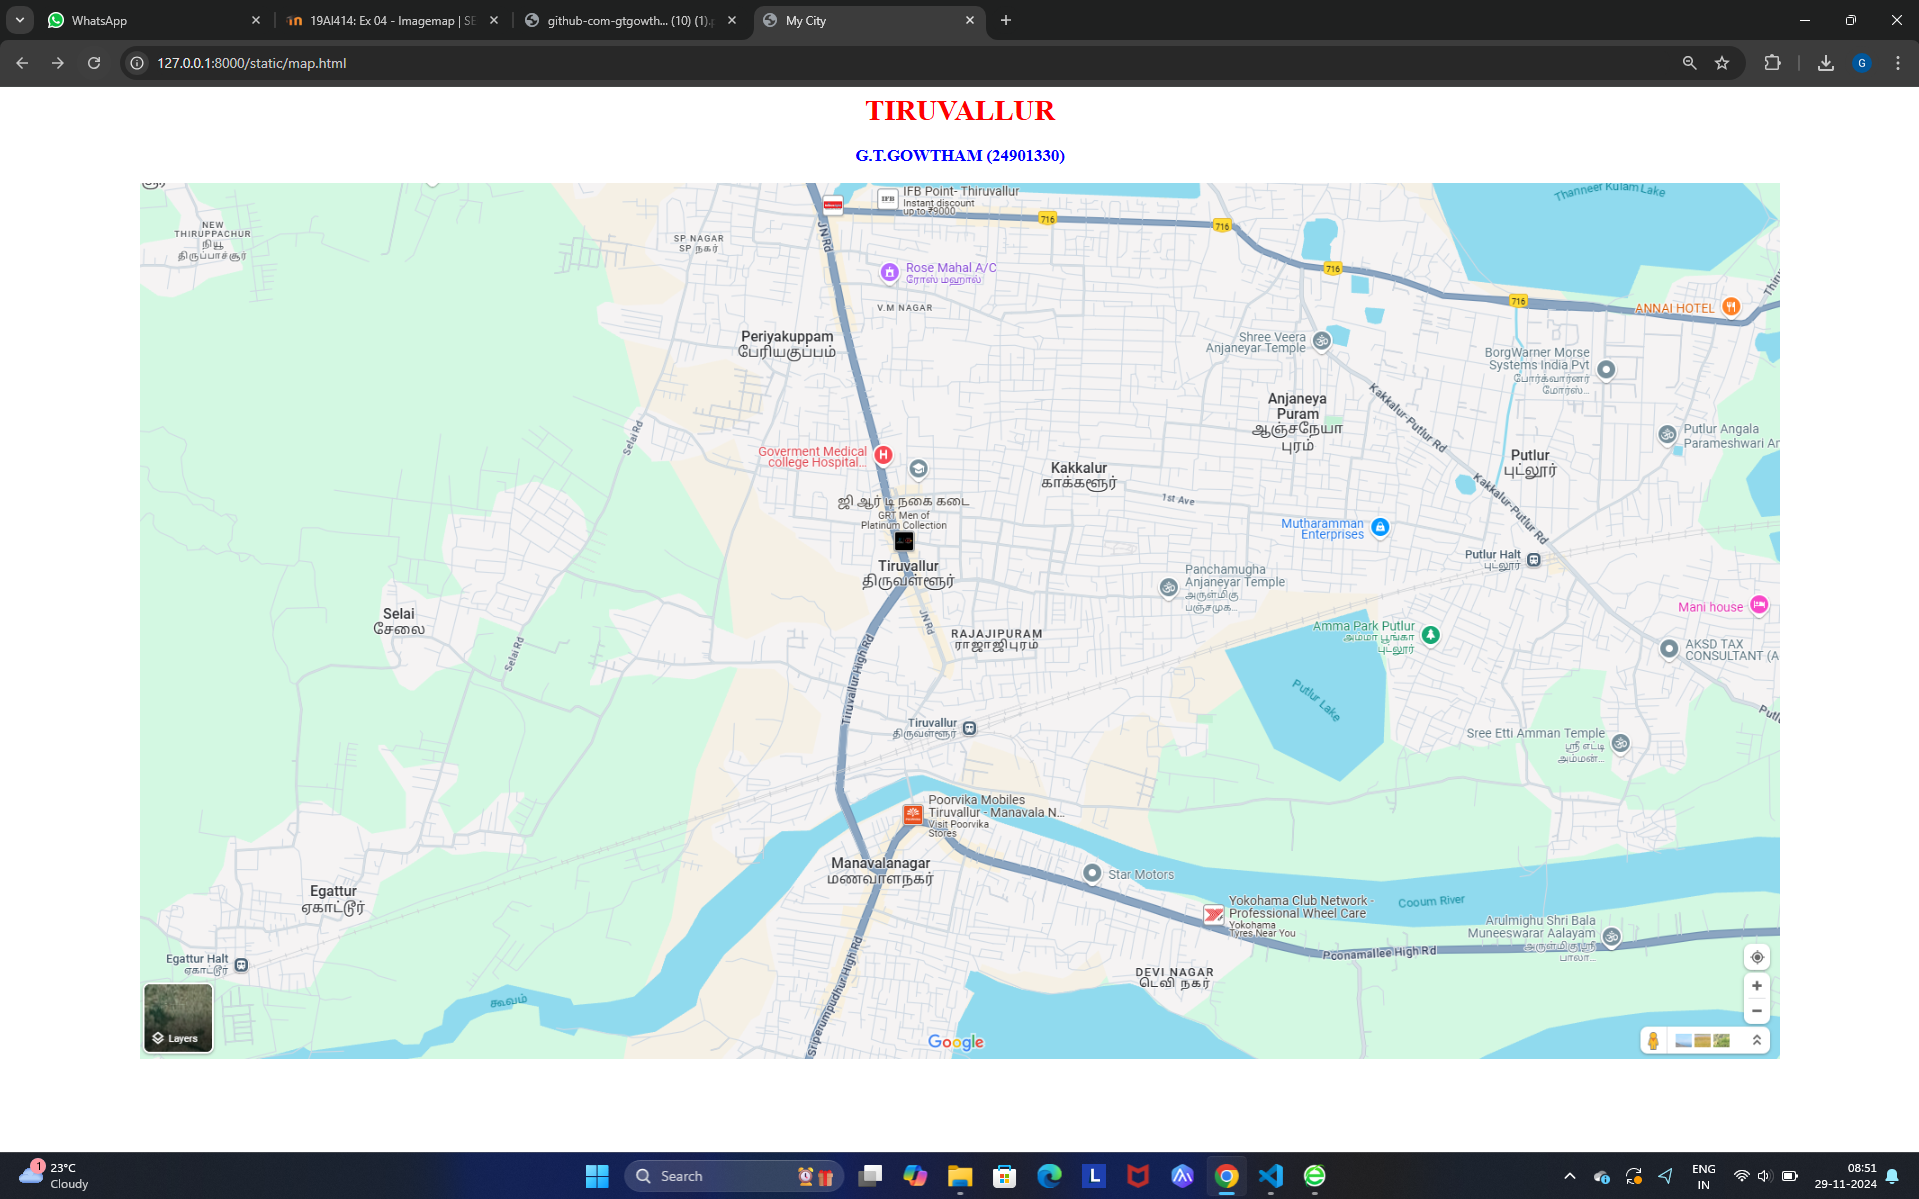 WhatsApp
19AI414: Ex 04 - Imagemap | SE
github-com-gtgowth... (10) (1).
My City
127.0.0.1:8000/static/map.html
G
TIRUVALLUR
G.T.GOWTHAM (24901330)
IFB Point- Thiruvallur
Instant discount
up to ₹9000
Thanneer Kulam Lake
716
716
716
716
NEW
THIRUPPACHUR
நியூ
திருப்பாச்சூர்
SP NAGAR
SP நகர்
JN Rd
Rose Mahal A/C
ரோஸ் மஹால்
V.M NAGAR
ANNAI HOTEL
Periyakuppam
பேரியகுப்பம்
Shree Veera
Anjaneyar Temple
BorgWarner Morse
Systems India Pvt
போர்க்வார்னர்
மோர்ஸ்...
Anjaneya
Puram
ஆஞ்சநேயா
புரம்
Kakkalur-Putlur Rd
Selai Rd
Putlur Angala
Parameshwari Ar
Goverment Medical
college Hospital...
Kakkalur
காக்களூர்
Putlur
புட்லூர்
1st Ave
Kakkalur-Putlur Rd
ஜி ஆர் டி நகை கடை
GRT Men of
Platinum Collection
Mutharamman
Enterprises
Putlur Halt
புட்லூர்
Tiruvallur
திருவள்ளூர்
Panchamugha
Anjaneyar Temple
அருள்மிகு
பஞ்சமுக...
Selai
சேலை
JN Rd
Mani house
RAJAJIPURAM
ராஜாஜிபுரம்
Amma Park Putlur
அம்மா பூங்கா
புட்லூர்
Selai Rd
Tiruvallur High Rd
AKSD TAX
CONSULTANT (A
Putlur Lake
Tiruvallur
திருவள்ளூர்
Sree Etti Amman Temple
ஸ்ரீ எட்டி
அம்மன்...
Poorvika Mobiles
Tiruvallur - Manavala N...
Visit Poorvika
Stores
Manavalanagar
மணவாளநகர்
Star Motors
Egattur
ஏகாட்டூர்
Yokohama Club Network -
Professional Wheel Care
Yokohama
Tyres Near You
Cooum River
Arulmighu Shri Bala
Muneeswarar Aalayam
அருள்மிகு ஸ்ரீ
பாலா...
Poonamallee High Rd
Sriperumpudhur High Rd
Egattur Halt
ஏகாட்டூர்
DEVI NAGAR
டெவி நகர்
கூவம்
Layers
Google
1
23°C
Cloudy
Search
L
ENG
IN
08:51
29-11-2024